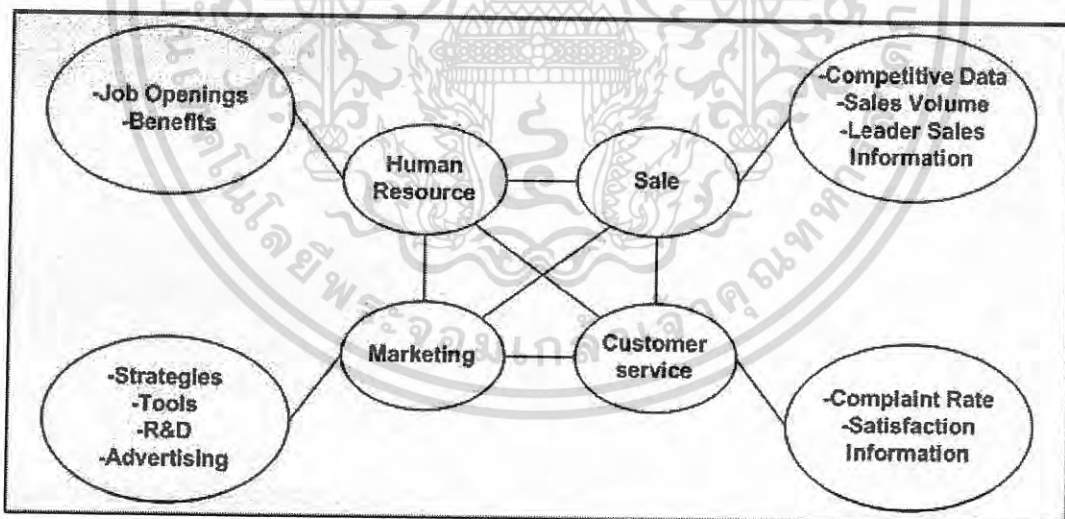 -Job Openings
-Benefits
Human
Resource
Sale
-Competitive Data
-Sales Volume
-Leader Sales
Information
-Strategies
-Tools
-R&D
-Advertising
Marketing
Customer
service
-Complaint Rate
-Satisfaction
Information